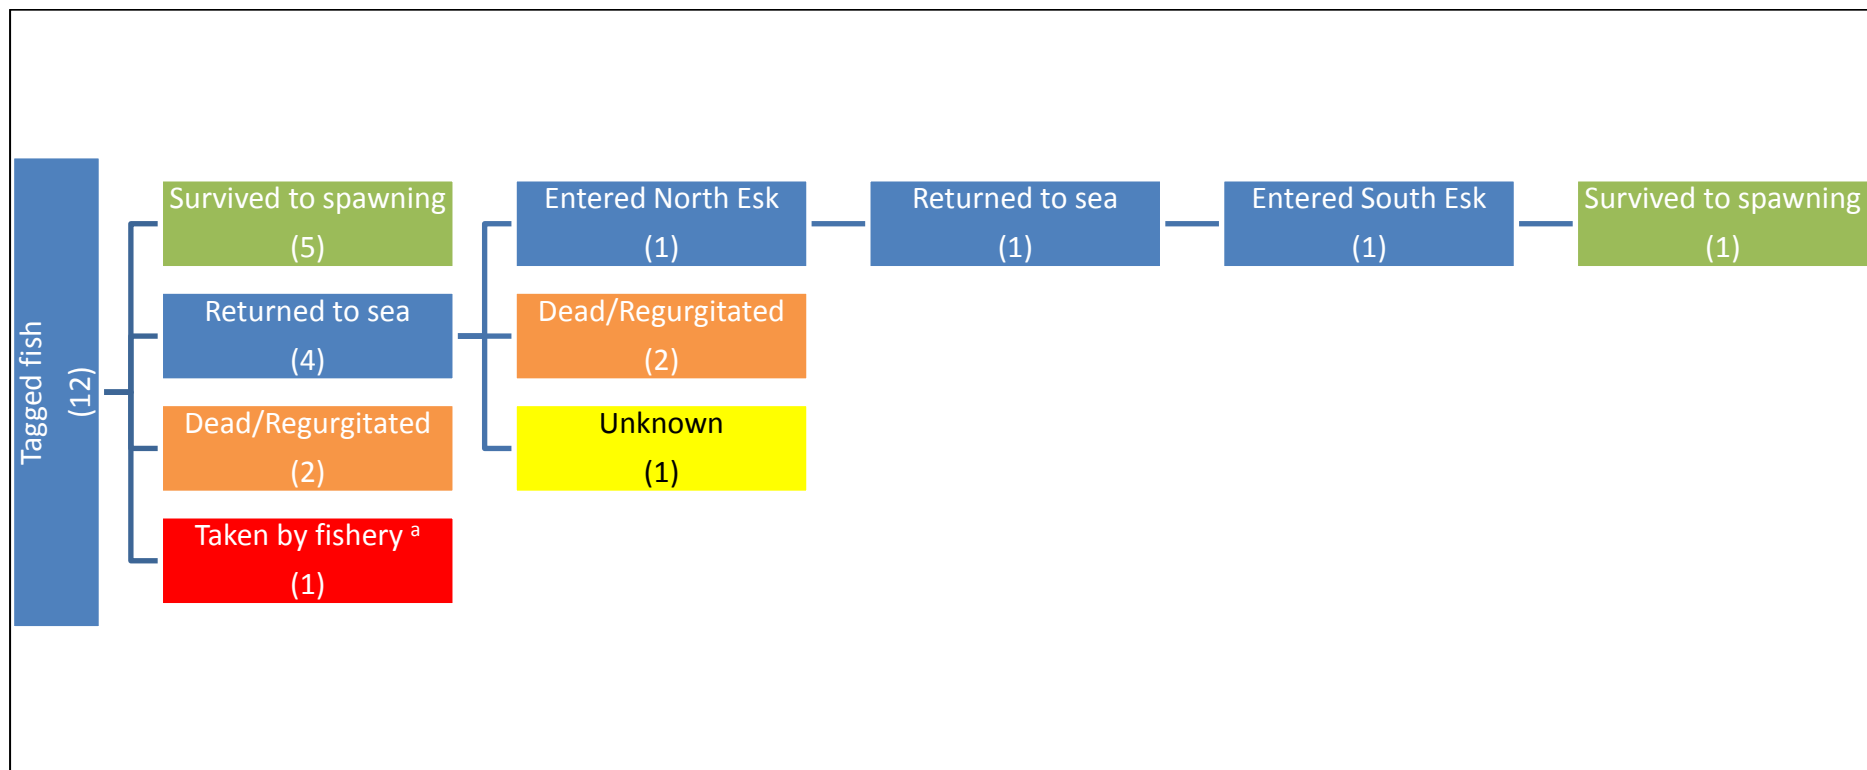 Tagged fish
(12)
Survived to spawning
(5)
Returned to sea
(4)
Dead/Regurgitated
(2)
Taken by fishery ᵃ
(1)
Entered North Esk
(1)
Dead/Regurgitated
(2)
Unknown
(1)
Returned to sea
(1)
Entered South Esk
(1)
Survived to spawning
(1)